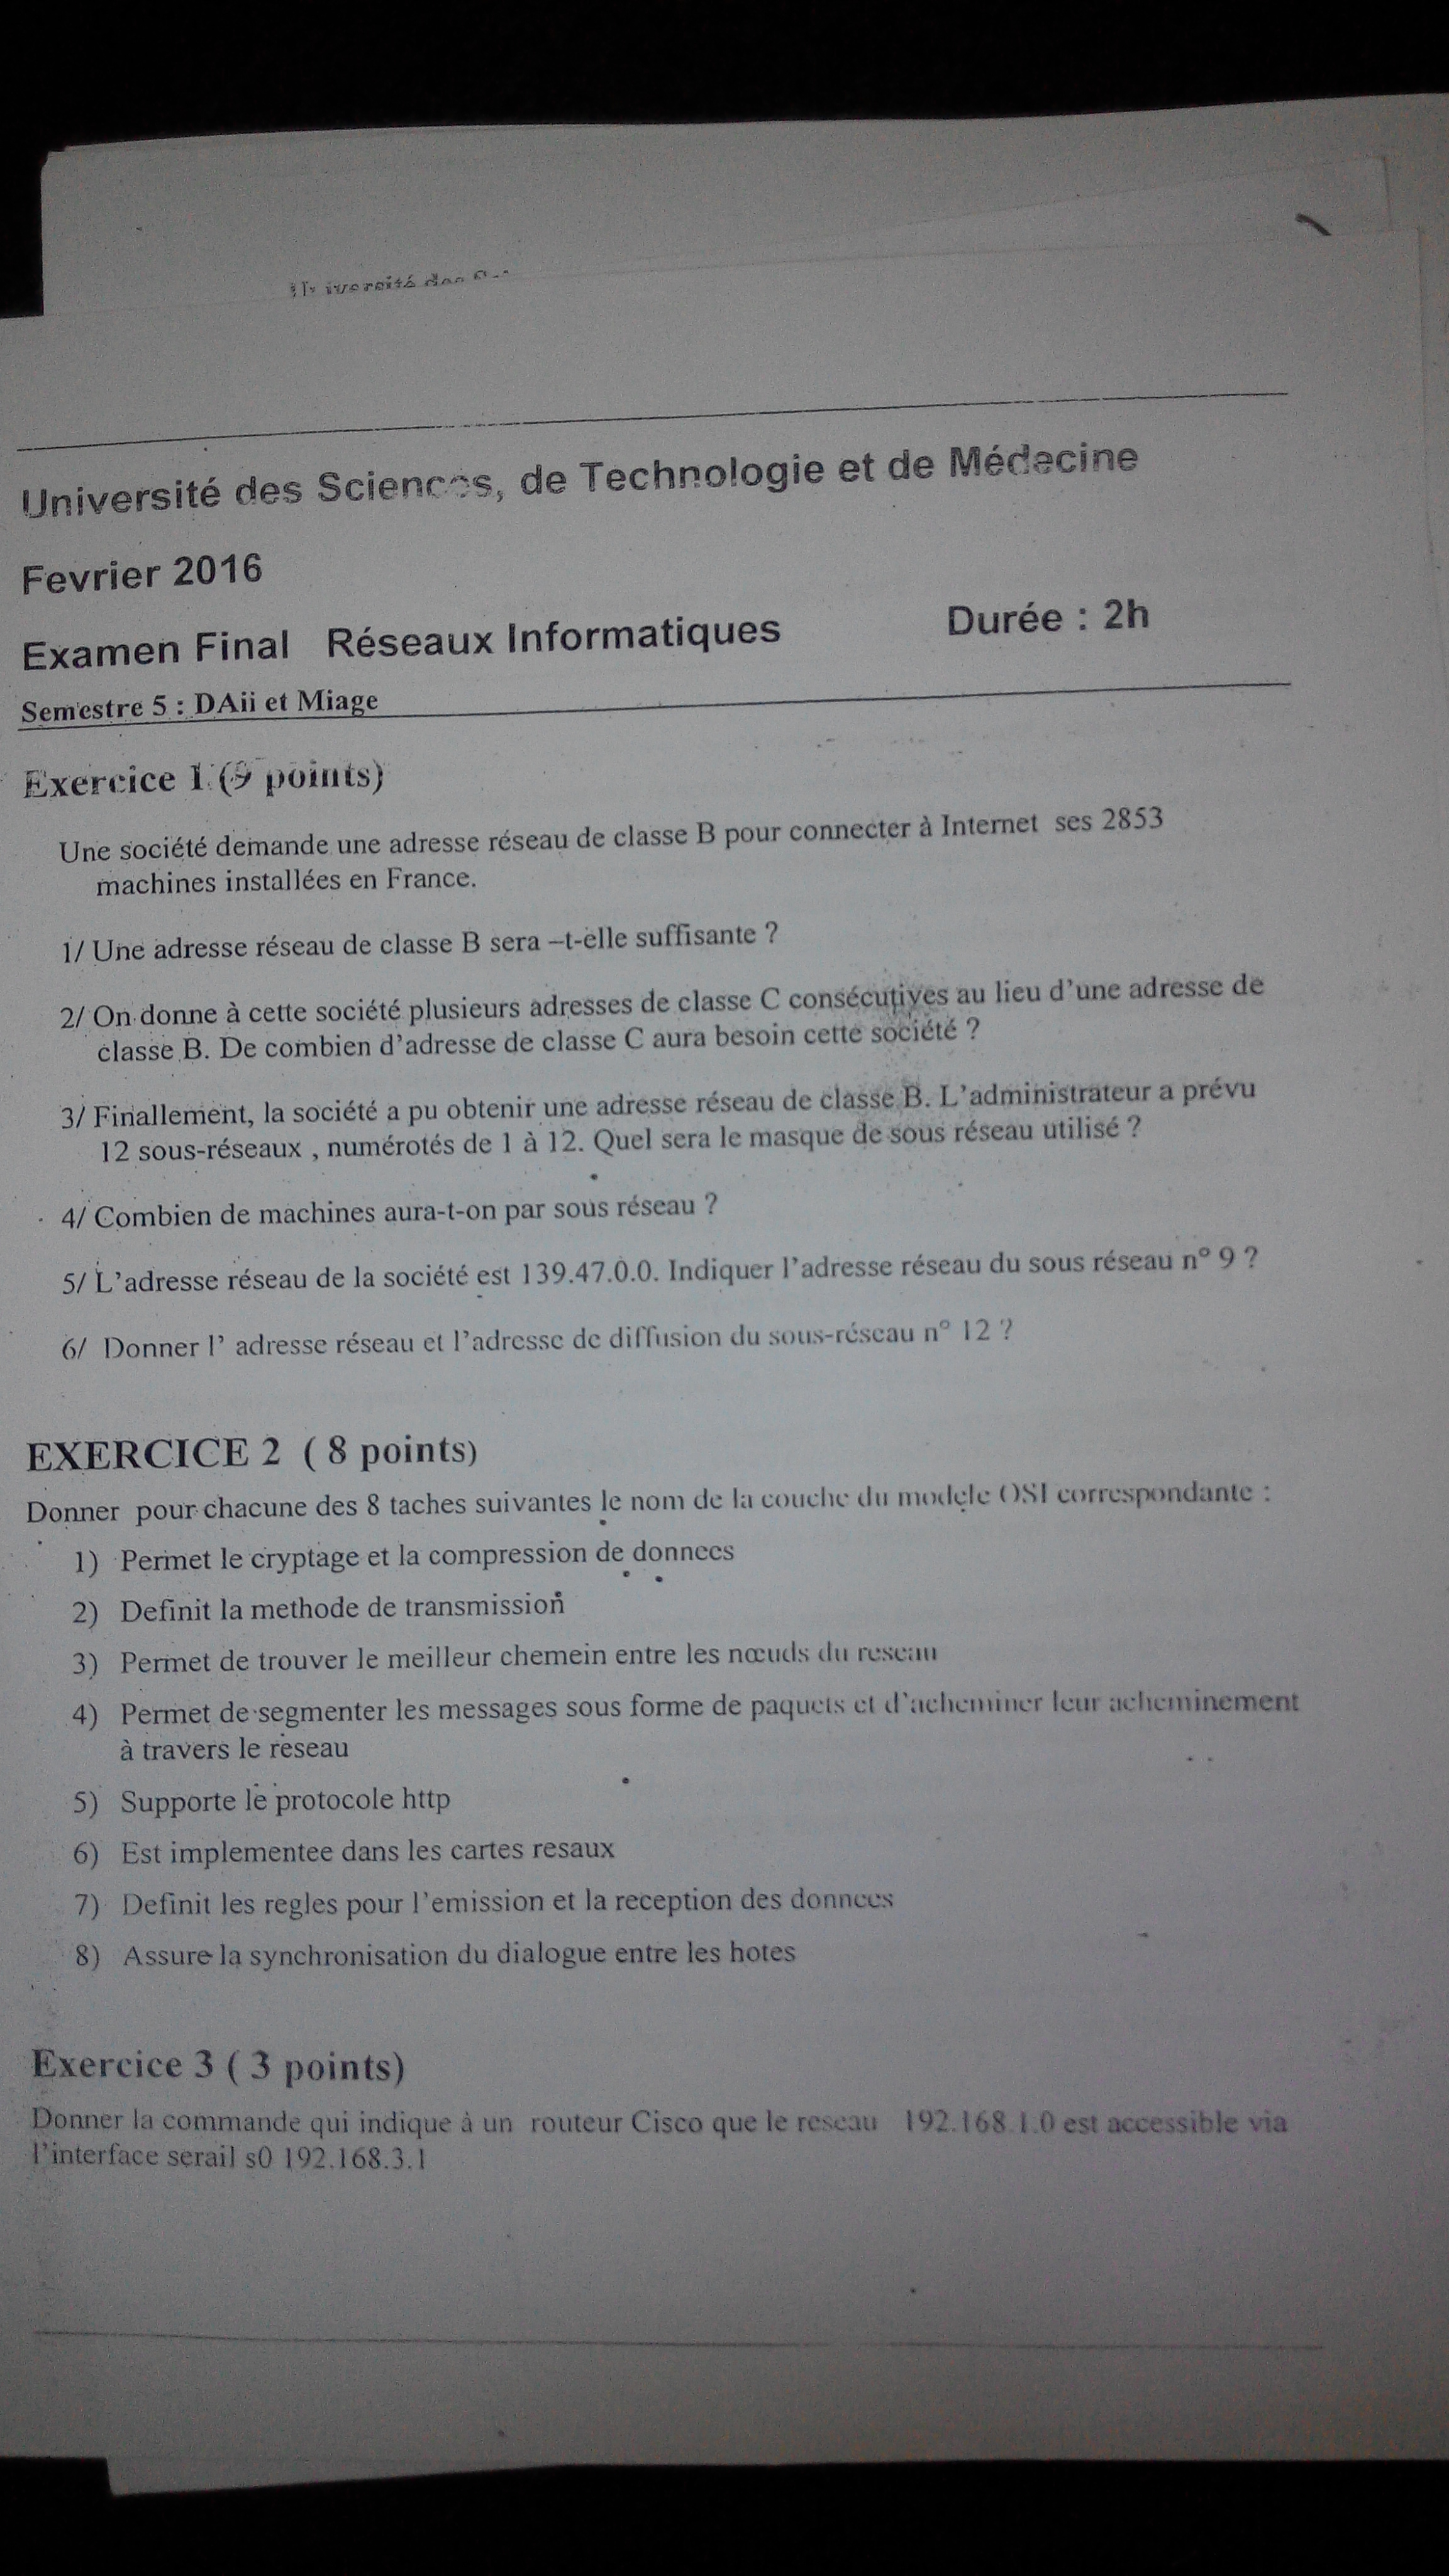 Université des
Université des Sciences, de Technologie et de Médecine
Fevrier 2016
Examen Final Réseaux Informatiques Durée : 2h
Semestre 5 : DAii et Miage
Exercice 1 (9 points)
Une société demande une adresse réseau de classe B pour connecter à Internet ses 2853
machines installées en France.
1/ Une adresse réseau de classe B sera –t-elle suffisante ?
2/ On donne à cette société plusieurs adresses de classe C consécutives au lieu d'une adresse de
classe B. De combien d'adresse de classe C aura besoin cette société ?
3/ Finallement, la société a pu obtenir une adresse réseau de classe B. L'administrateur a prévu
12 sous-réseaux , numérotés de 1 à 12. Quel sera le masque de sous réseau utilisé ?
4/ Combien de machines aura-t-on par sous réseau ?
5/ L'adresse réseau de la société est 139.47.0.0. Indiquer l'adresse réseau du sous réseau n° 9 ?
6/ Donner l' adresse réseau et l'adresse de diffusion du sous-réseau n° 12 ?
EXERCICE 2 ( 8 points)
Donner pour chacune des 8 taches suivantes le nom de la couche du modele OSI correspondante :
1) Permet le cryptage et la compression de donnees
2) Definit la methode de transmission
3) Permet de trouver le meilleur chemein entre les nœuds du reseau
4) Permet de segmenter les messages sous forme de paquets et d'acheminer leur acheminement
à travers le reseau
5) Supporte le protocole http
6) Est implementee dans les cartes resaux
7) Definit les regles pour l'emission et la reception des donnees
8) Assure la synchronisation du dialogue entre les hotes
Exercice 3 ( 3 points)
Donner la commande qui indique à un routeur Cisco que le reseau 192.168.1.0 est accessible via
l'interface serail s0 192.168.3.1